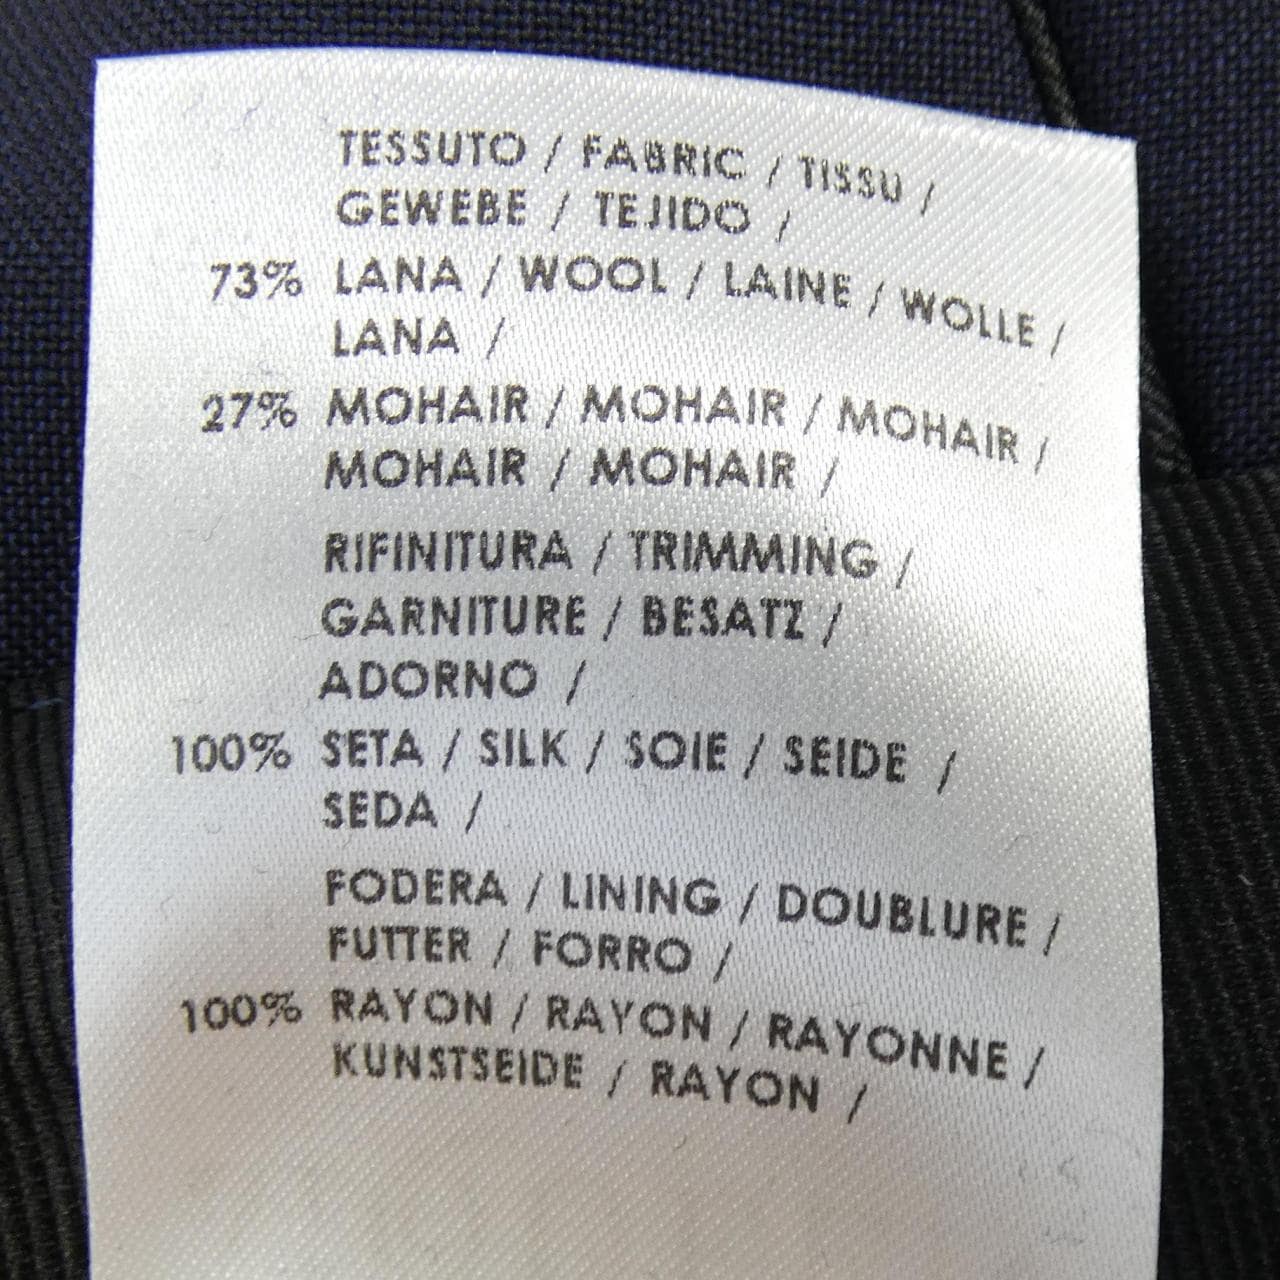 TESSUTO / FABRIC / TISSU /
GEWEBE / TEJIDO /
73% LANA / WOOL / LAINE / WOLLE /
LANA /
27% MOHAIR / MOHAIR / MOHAIR /
MOHAIR / MOHAIR /
RIFINITURA / TRIMMING /
GARNITURE / BESATZ /
ADORNO /
100% SETA / SILK / SOIE / SEIDE /
SEDA /
FODERA / LINING / DOUBLURE /
FUTTER / FORRO /
100% RAYON / RAYON / RAYONNE /
KUNSTSEIDE / RAYON /